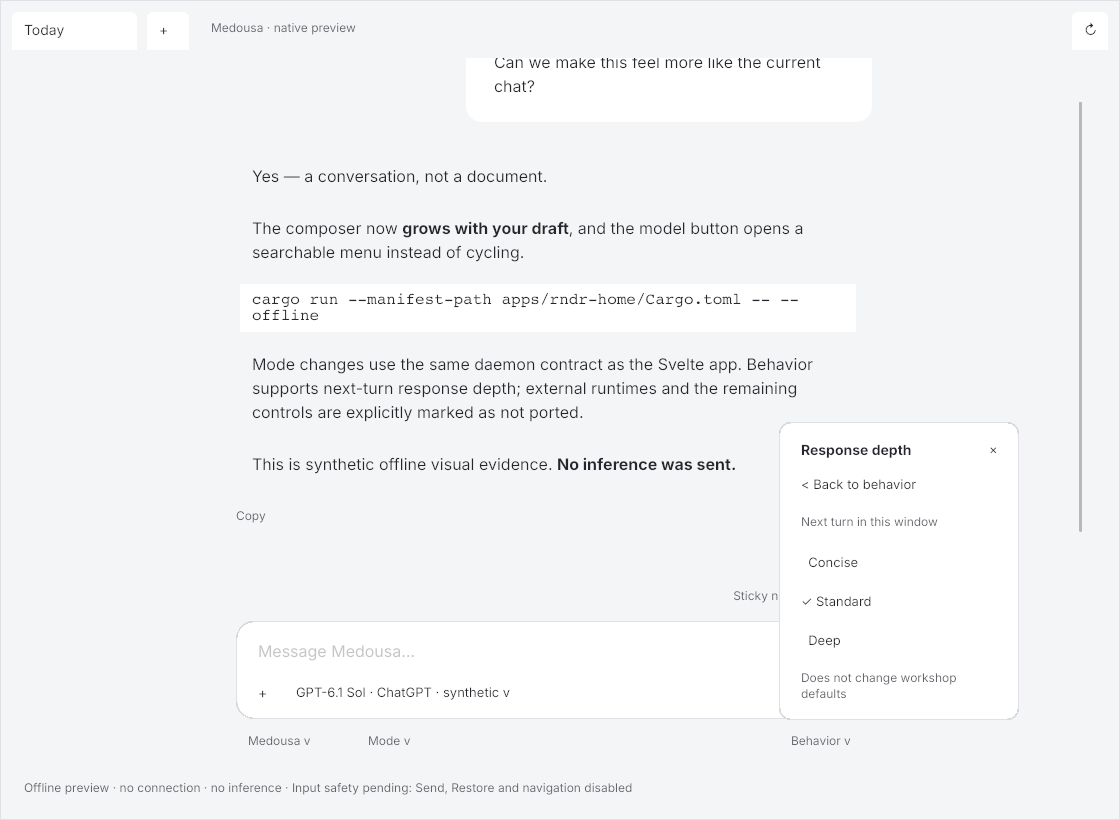 Today
+
Medousa · native preview
↻
Can we make this feel more like the current
chat?
Yes — a conversation, not a document.
The composer now grows with your draft, and the model button opens a
searchable menu instead of cycling.
cargo run --manifest-path apps/rndr-home/Cargo.toml -- --
offline
Mode changes use the same daemon contract as the Svelte app. Behavior
supports next-turn response depth; external runtimes and the remaining
controls are explicitly marked as not ported.
This is synthetic offline visual evidence. No inference was sent.
Copy
Response depth ×
< Back to behavior
Next turn in this window
Concise
✓ Standard
Deep
Does not change workshop
defaults
Sticky
Message Medousa...
+
GPT-6.1 Sol · ChatGPT · synthetic v
Medousa v
Mode v
Behavior v
Offline preview · no connection · no inference · Input safety pending: Send, Restore and navigation disabled